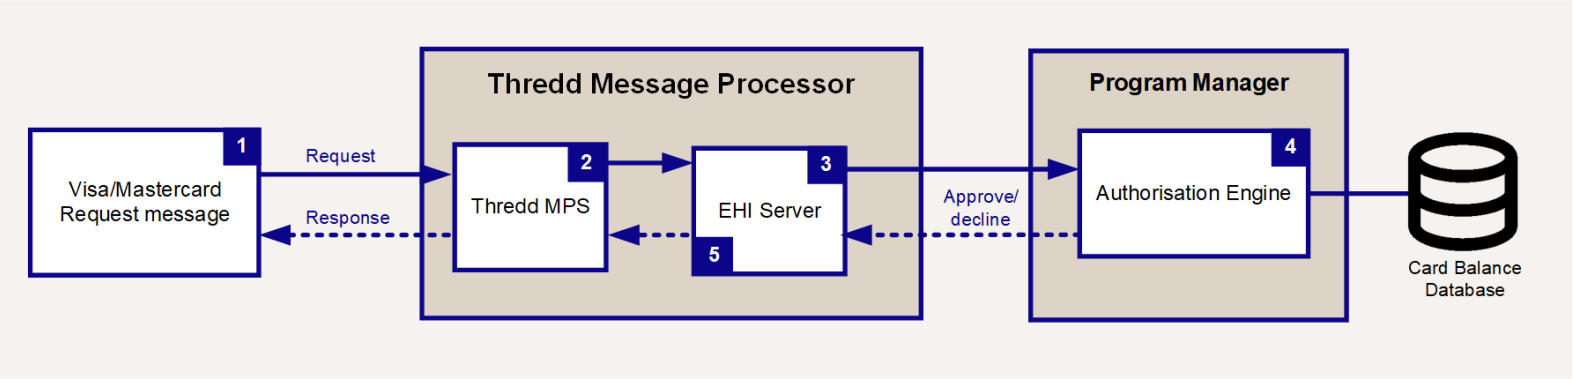 Thredd Message Processor
Program Manager
1
Visa/Mastercard
Request message
Request
Response
2
Thredd MPS
3
EHI Server
5
Approve/
decline
4
Authorisation Engine
Card Balance
Database